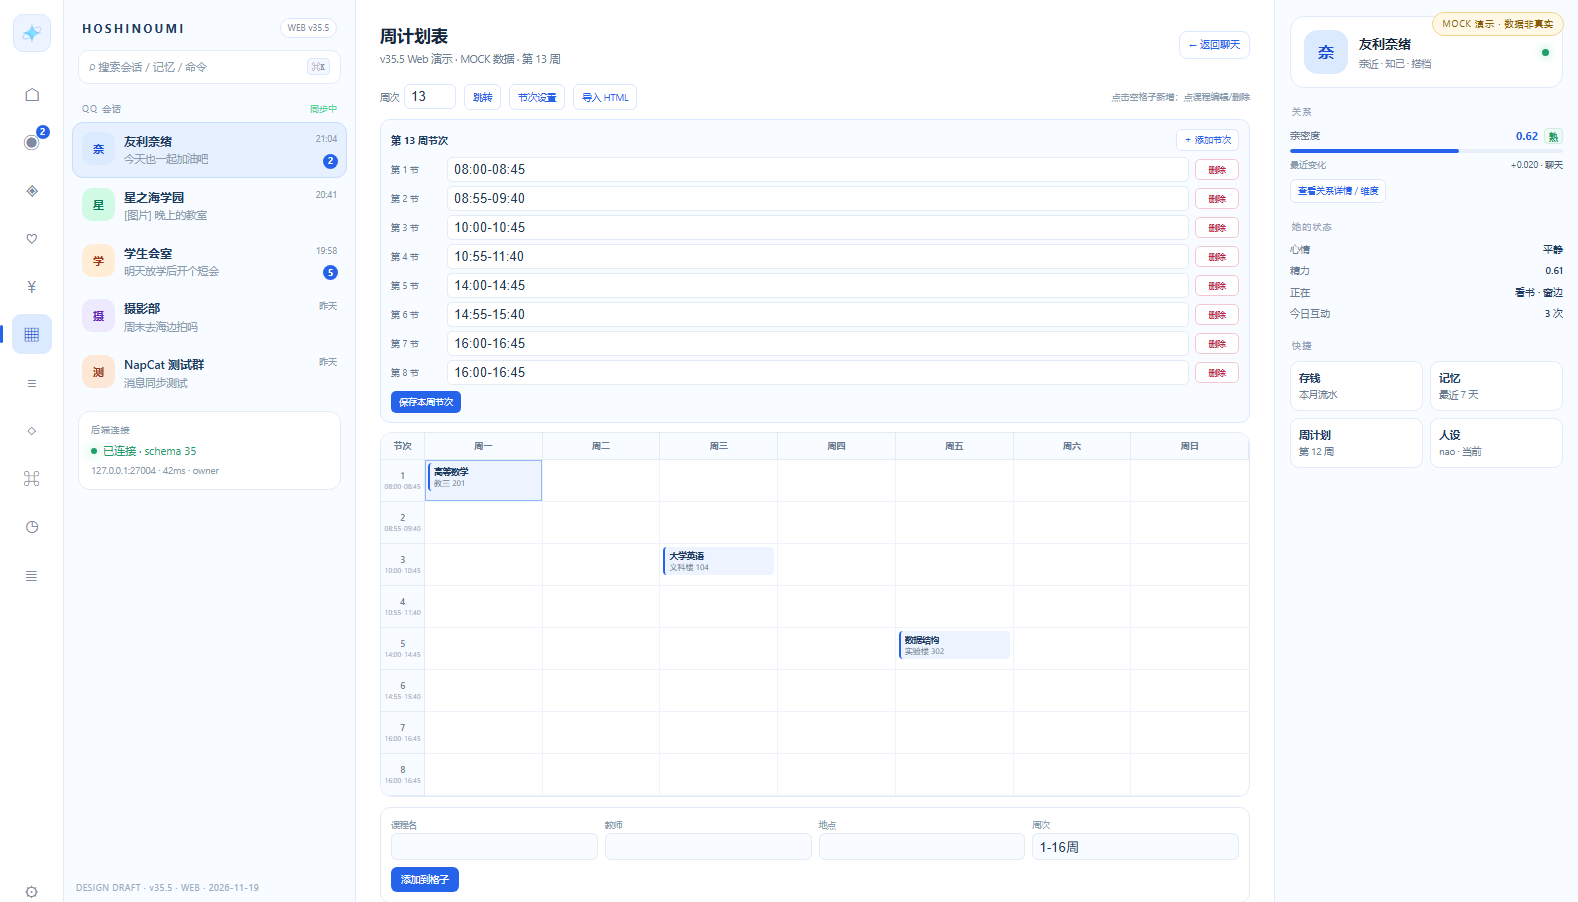 HOSHINOUMI
WEB v35.5
搜索会话 / 记忆 / 命令
⌘K
QQ 会话
同步中
2
奈
友利奈绪
21:04
今天也一起加油吧
2
星
星之海学园
20:41
[图片] 晚上的教室
学
学生会室
19:58
明天放学后开个短会
5
摄
摄影部
昨天
周末去海边拍吗
测
NapCat 测试群
昨天
消息同步测试
后端连接
已连接 · schema 35
127.0.0.1:27004 · 42ms · owner
DESIGN DRAFT · v35.5 · WEB · 2026-11-19
¥
周计划表
v35.5 Web 演示 · MOCK 数据 · 第 13 周
← 返回聊天
周次
13
跳转
节次设置
导入 HTML
点击空格子新增；点课程编辑/删除
第 13 周节次
+ 添加节次
第 1 节
08:00-08:45
删除
第 2 节
08:55-09:40
删除
第 3 节
10:00-10:45
删除
第 4 节
10:55-11:40
删除
第 5 节
14:00-14:45
删除
第 6 节
14:55-15:40
删除
第 7 节
16:00-16:45
删除
第 8 节
16:00-16:45
删除
保存本周节次
节次 周一 周二 周三 周四 周五 周六 周日
1
08:00-08:45
高等数学
教三 201
2
08:55-09:40
3
10:00-10:45
大学英语
文科楼 104
4
10:55-11:40
5
14:00-14:45
数据结构
实验楼 302
6
14:55-15:40
7
16:00-16:45
8
16:00-16:45
课程名
教师
地点
周次
1-16周
添加到格子
MOCK 演示 · 数据非真实
奈
友利奈绪
亲近 · 知己 · 搭档
关系
亲密度
0.62
熟
最近变化
+0.020 · 聊天
查看关系详情 / 维度
她的状态
心情
平静
精力
0.61
正在
看书 · 窗边
今日互动
3 次
快捷
存钱
本月流水
记忆
最近 7 天
周计划
第 12 周
人设
nao · 当前